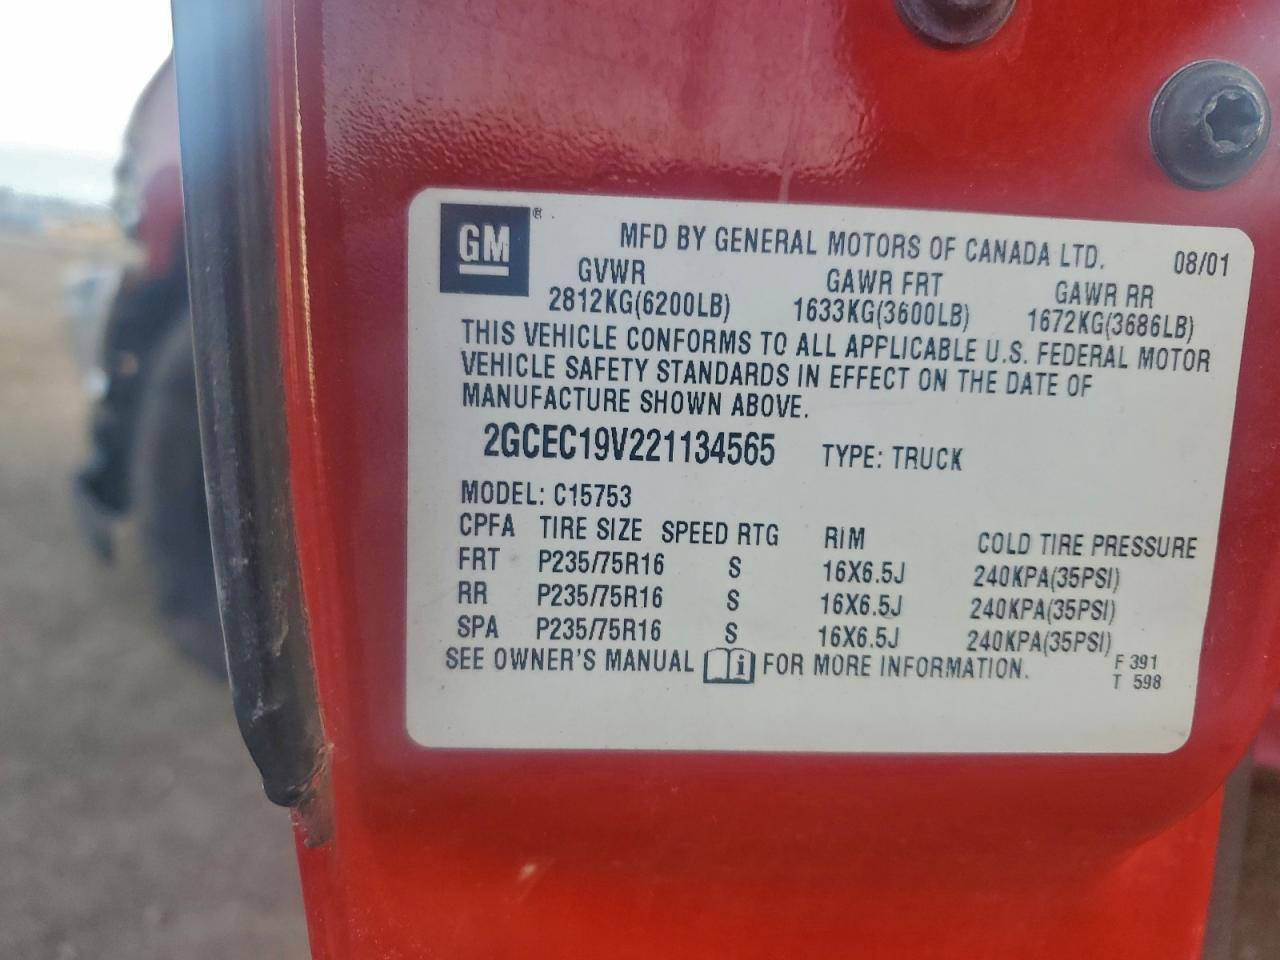 GM ®
MFD BY GENERAL MOTORS OF CANADA LTD. 08/01
GVWR GAWR FRT GAWR RR
2812KG(6200LB) 1633KG(3600LB) 1672KG(3686LB)
THIS VEHICLE CONFORMS TO ALL APPLICABLE U.S. FEDERAL MOTOR
VEHICLE SAFETY STANDARDS IN EFFECT ON THE DATE OF
MANUFACTURE SHOWN ABOVE.
2GCEC19V221134565 TYPE: TRUCK
MODEL: C15753
CPFA TIRE SIZE SPEED RTG RIM COLD TIRE PRESSURE
FRT P235/75R16 S 16X6.5J 240KPA(35PSI)
RR P235/75R16 S 16X6.5J 240KPA(35PSI)
SPA P235/75R16 S 16X6.5J 240KPA(35PSI)
SEE OWNER'S MANUAL i FOR MORE INFORMATION.
F 391
T 598